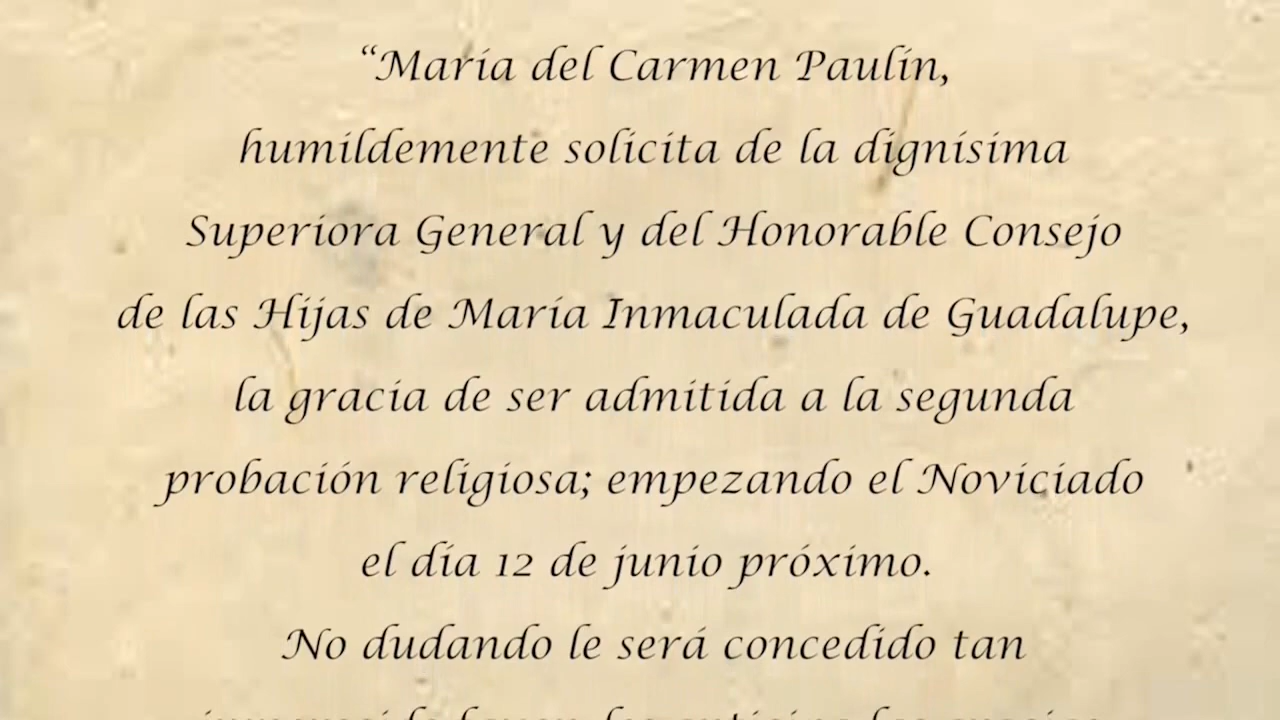 “María del Carmen Paulín,
humildemente solicita de la dignísima
Superiora General y del Honorable Consejo
de las Hijas de María Inmaculada de Guadalupe,
la gracia de ser admitida a la segunda
probación religiosa; empezando el Noviciado
el día 12 de junio próximo.
No dudando le será concedido tan